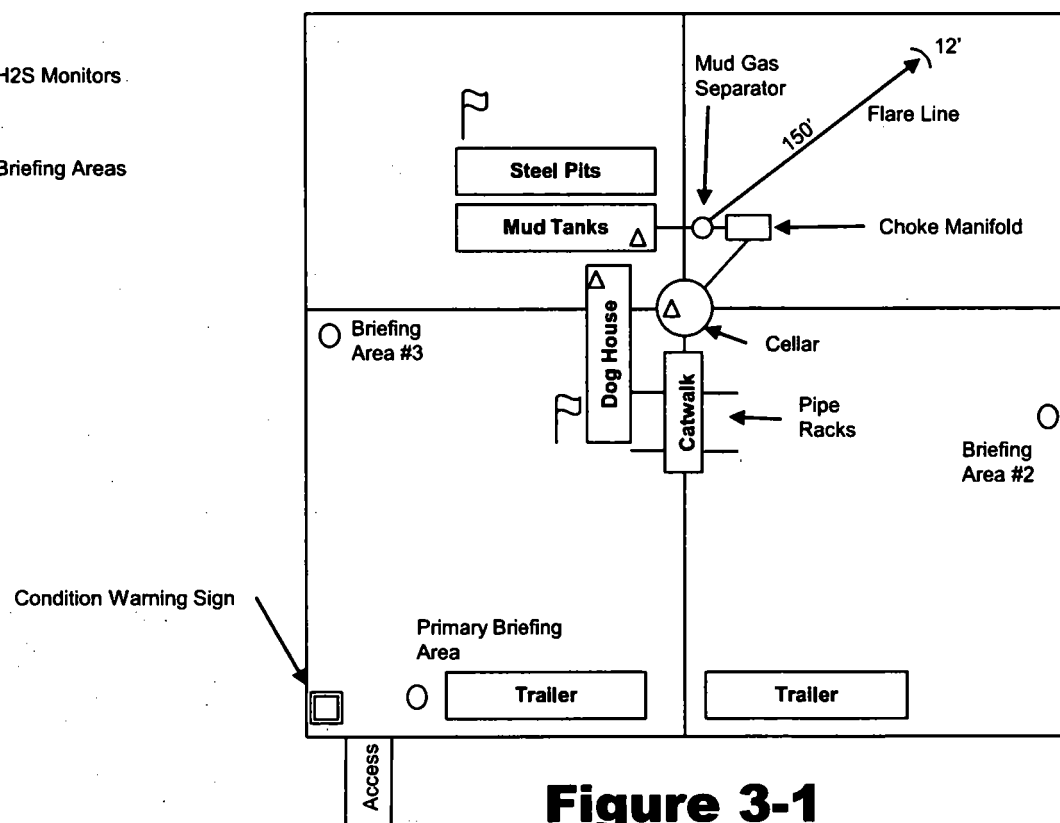 H2S Monitors
Briefing Areas
12'
Mud Gas
Separator
Flare Line
150'
Steel Pits
Mud Tanks
Choke Manifold
Briefing
Area #3
Dog House
Cellar
Catwalk
Pipe
Racks
Briefing
Area #2
Condition Warning Sign
Primary Briefing
Area
Trailer
Trailer
Access
Figure 3-1